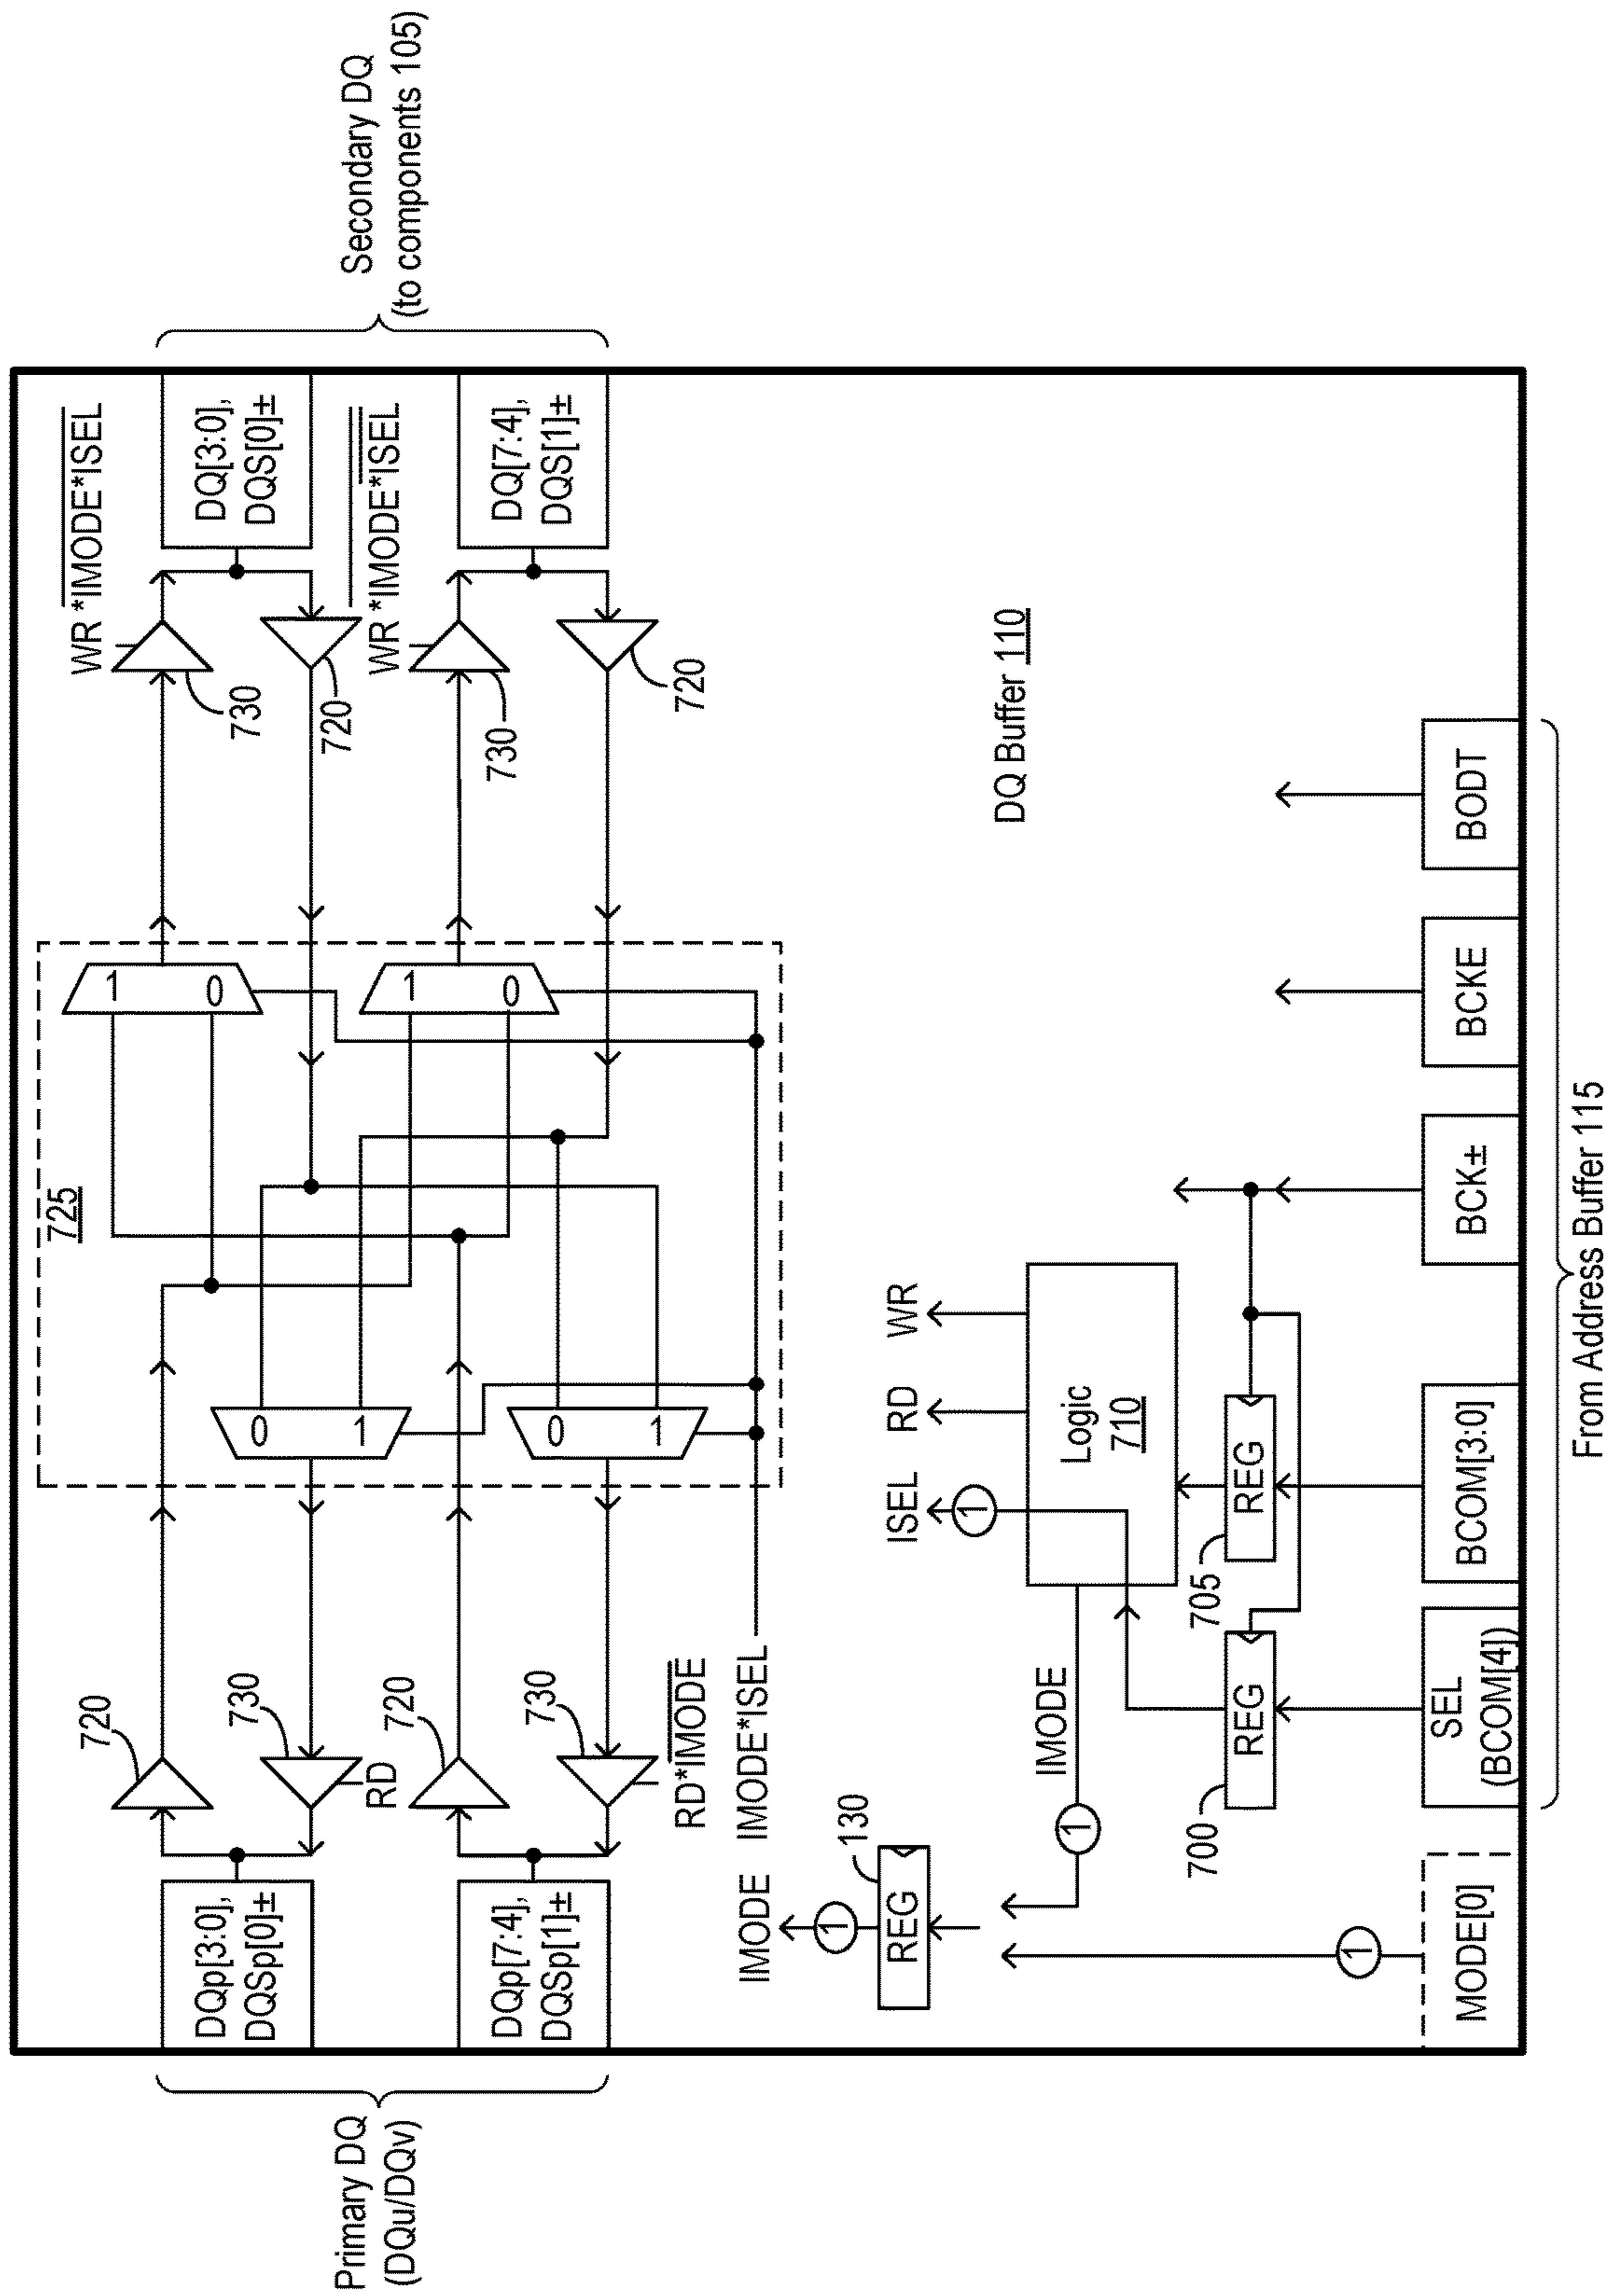 Primary DQ
(DQu/DQv)
DQp[3:0],
DQSp[0]±
DQp[7:4],
DQSp[1]±
720
730
RD
720
730
RD*IMODE
IMODE*ISEL
725
0
1
0
1
1
0
1
0
WR *IMODE*ISEL
730
720
WR *IMODE*ISEL
730
720
DQ[3:0],
DQS[0]±
DQ[7:4],
DQS[1]±
Secondary DQ
(to components 105)
DQ Buffer 110
IMODE
1
REG
130
IMODE
1
1
MODE[0]
ISEL
1
RD
WR
Logic
710
700
REG
705
REG
SEL
(BCOM[4])
BCOM[3:0]
BCK±
BCKE
BODT
From Address Buffer 115